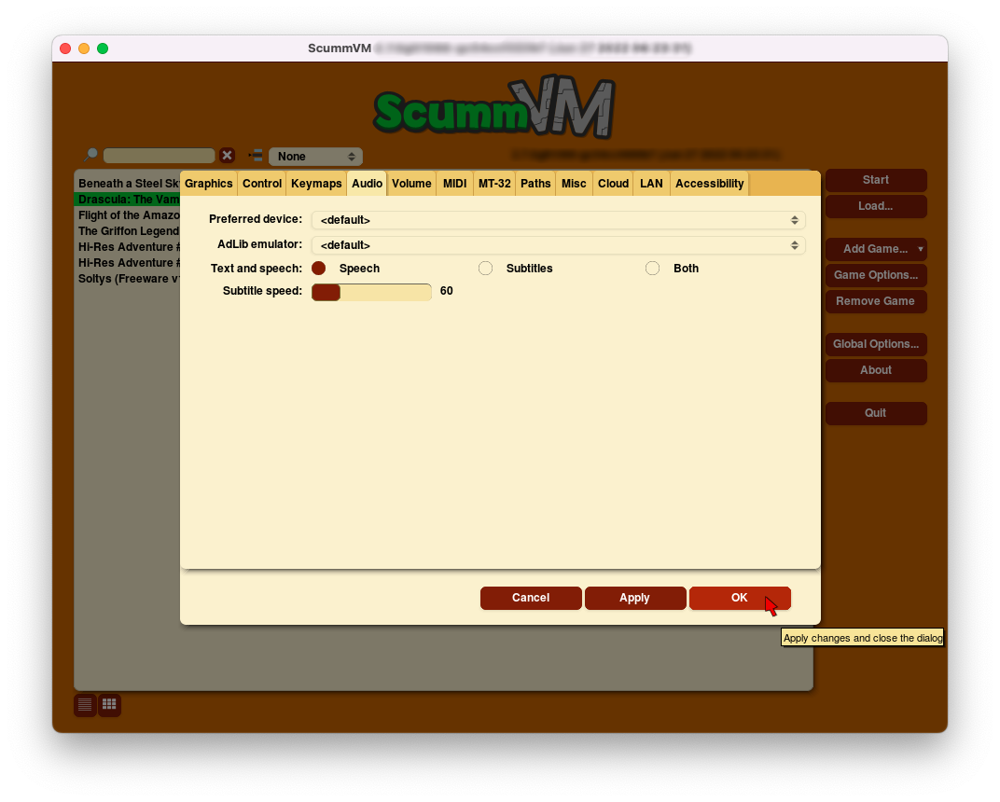 ScummVM
ScummVM
None
Beneath a Steel Sk
Drascula: The Vam
Flight of the Amazo
The Griffon Legend
Hi-Res Adventure #
Hi-Res Adventure #
Soltys (Freeware v
Graphics Control Keymaps Audio Volume MIDI MT-32 Paths Misc Cloud LAN Accessibility
Preferred device: <default>
AdLib emulator: <default>
Text and speech: Speech Subtitles Both
Subtitle speed: 60
Cancel Apply OK
Apply changes and close the dialog
Start
Load...
Add Game...
Game Options...
Remove Game
Global Options...
About
Quit